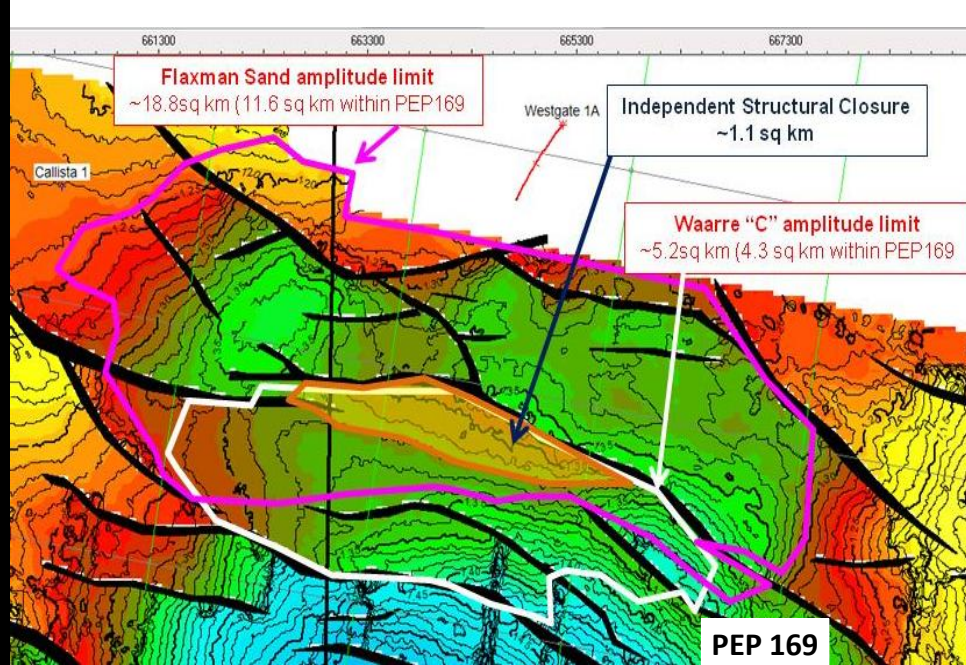 661300
663300
665300
667300
Flaxman Sand amplitude limit
~18.8sq km (11.6 sq km within PEP169
Westgate 1A
Independent Structural Closure
~1.1 sq km
Callista 1
Waarre “C” amplitude limit
~5.2sq km (4.3 sq km within PEP169
PEP 169